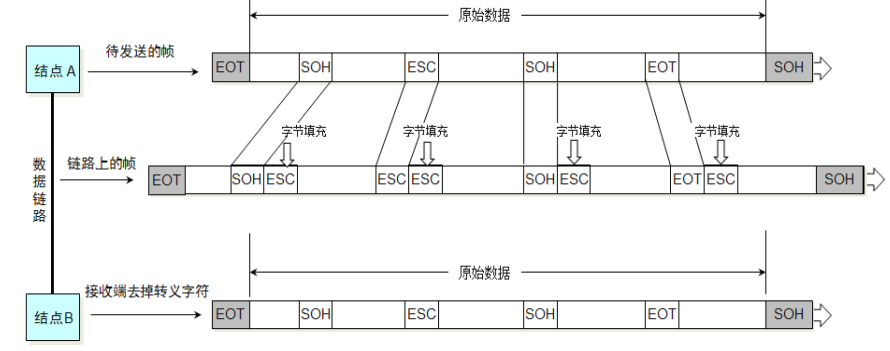 原始数据
待发送的帧
结点 A
EOT SOH ESC SOH EOT SOH
字节填充 字节填充 字节填充 字节填充
数据链路
链路上的帧
EOT SOH ESC ESC ESC SOH ESC EOT ESC SOH
原始数据
接收端去掉转义字符
结点B
EOT SOH ESC SOH EOT SOH